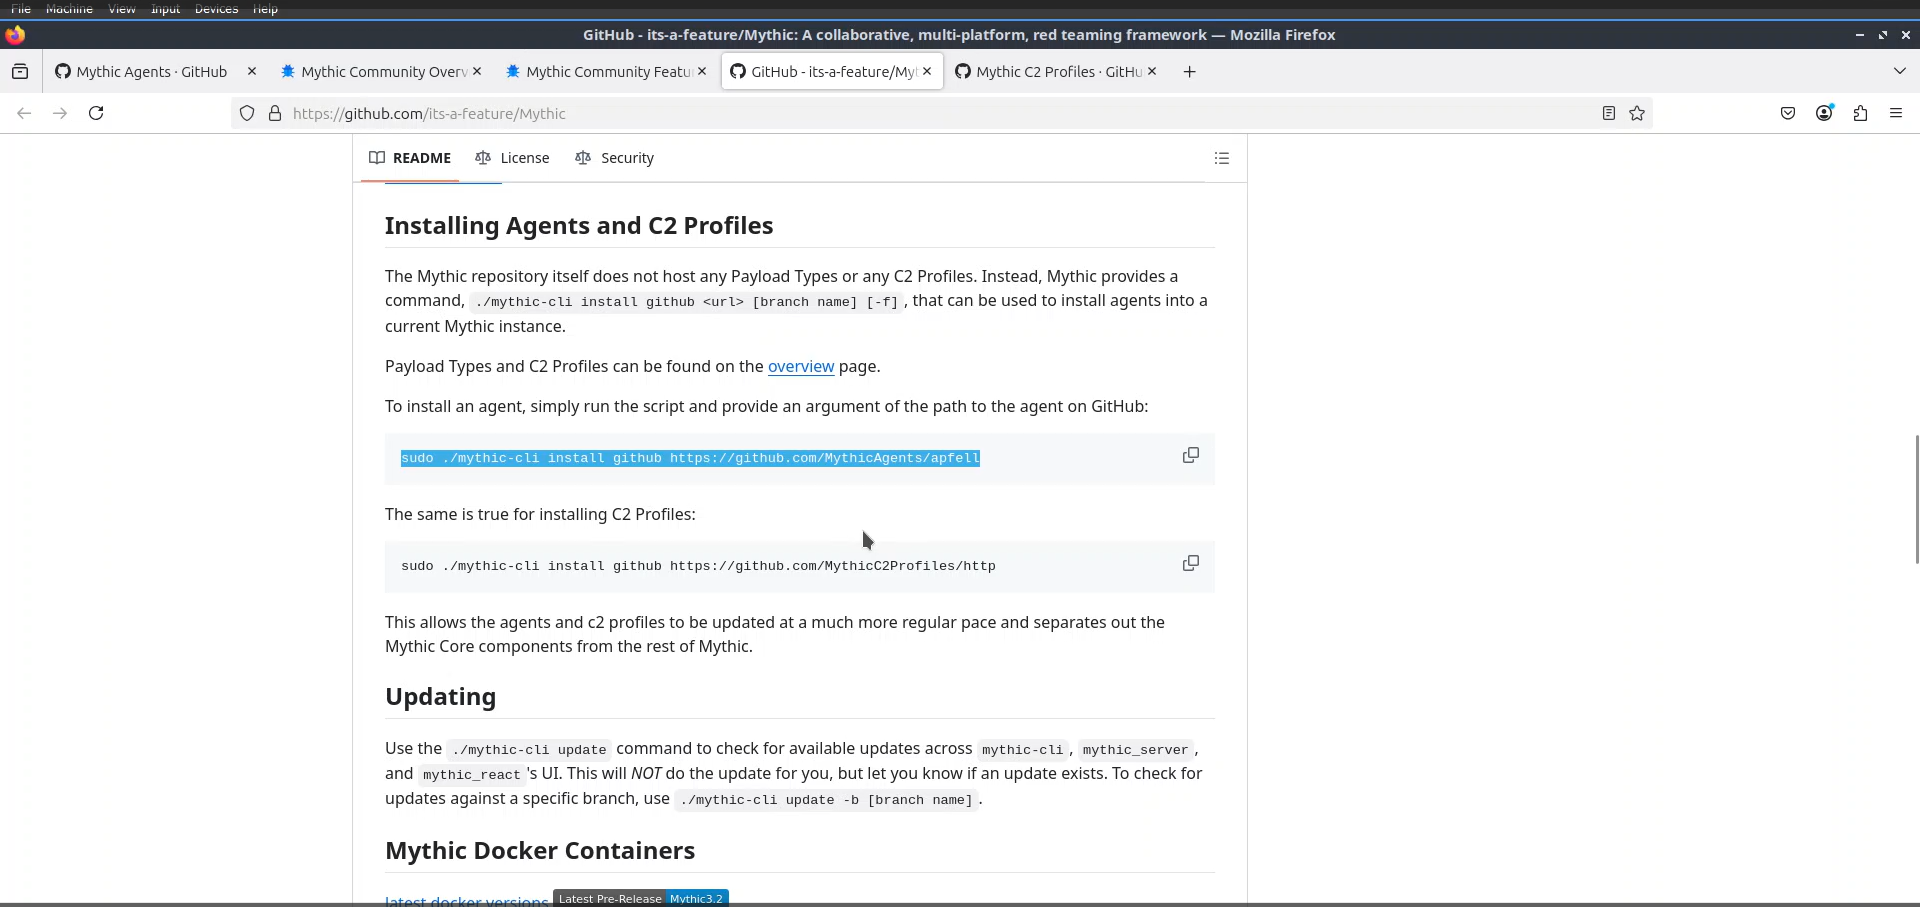 File Machine View Input Devices Help
GitHub - its-a-feature/Mythic: A collaborative, multi-platform, red teaming framework — Mozilla Firefox
Mythic Agents · GitHub
Mythic Community Overv
Mythic Community Featu
GitHub - its-a-feature/Myt
Mythic C2 Profiles · GitHu
https://github.com/its-a-feature/Mythic
README License Security
Installing Agents and C2 Profiles
The Mythic repository itself does not host any Payload Types or any C2 Profiles. Instead, Mythic provides a
command, ./mythic-cli install github <url> [branch name] [-f] , that can be used to install agents into a
current Mythic instance.
Payload Types and C2 Profiles can be found on the overview page.
To install an agent, simply run the script and provide an argument of the path to the agent on GitHub:
sudo ./mythic-cli install github https://github.com/MythicAgents/apfell
The same is true for installing C2 Profiles:
sudo ./mythic-cli install github https://github.com/MythicC2Profiles/http
This allows the agents and c2 profiles to be updated at a much more regular pace and separates out the
Mythic Core components from the rest of Mythic.
Updating
Use the ./mythic-cli update command to check for available updates across mythic-cli , mythic_server ,
and mythic_react 's UI. This will NOT do the update for you, but let you know if an update exists. To check for
updates against a specific branch, use ./mythic-cli update -b [branch name] .
Mythic Docker Containers
latest docker versions Latest Pre-Release Mythic3.2